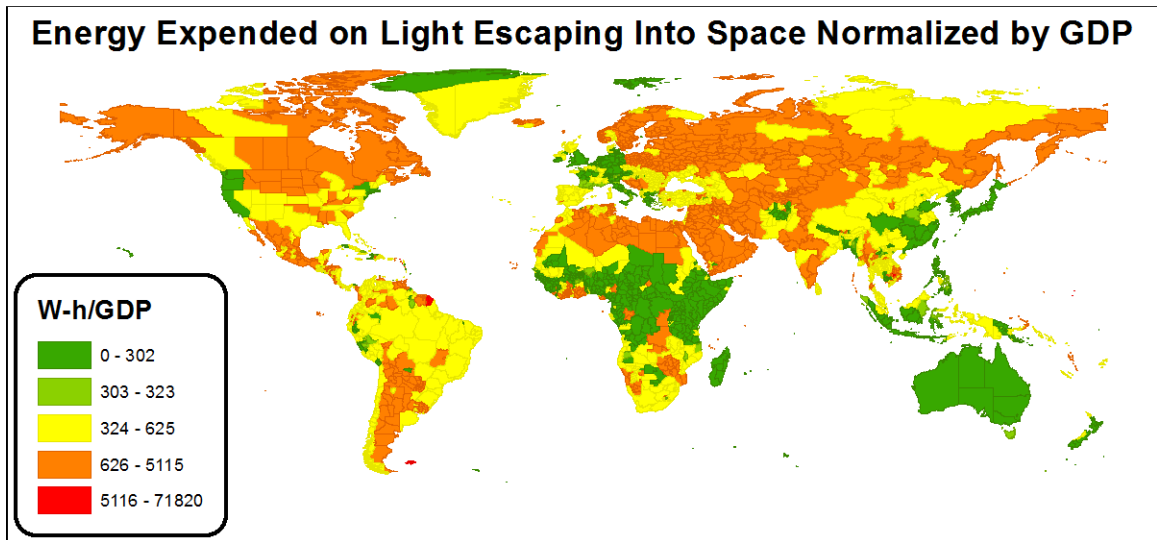 Energy Expended on Light Escaping Into Space Normalized by GDP
W-h/GDP
0 - 302
303 - 323
324 - 625
626 - 5115
5116 - 71820